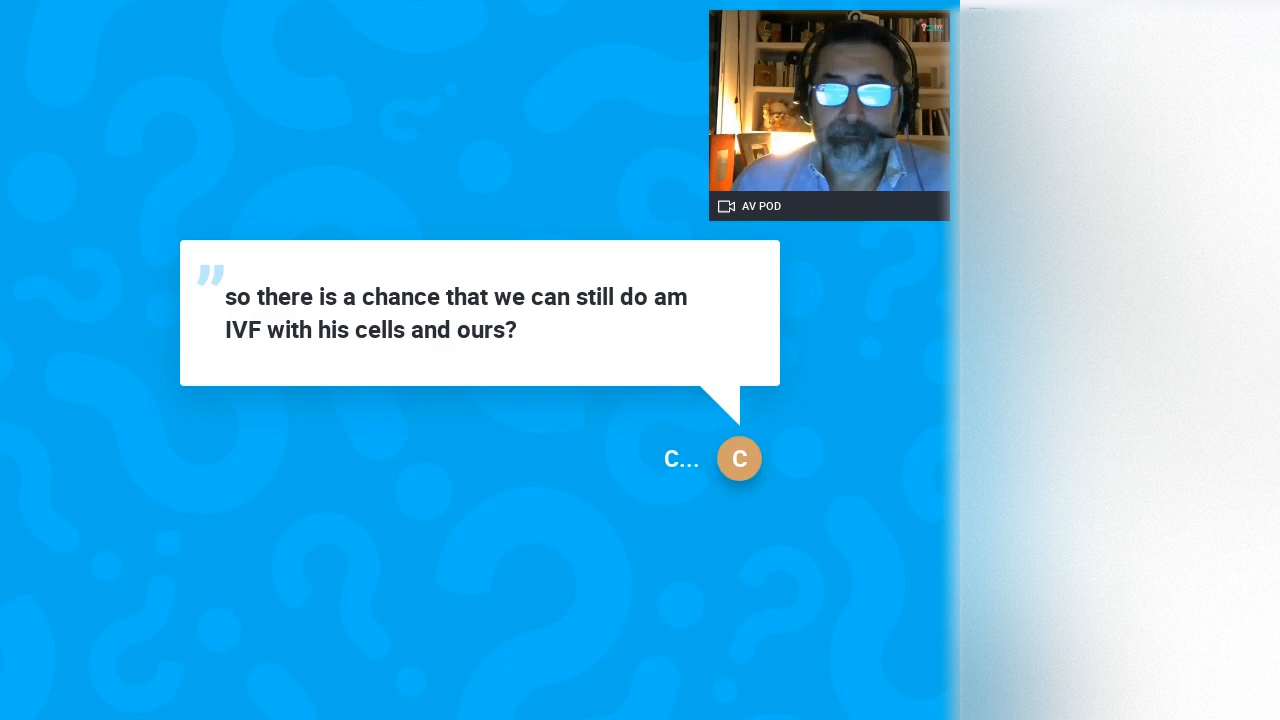 AV POD
”
so there is a chance that we can still do am
IVF with his cells and ours?
C...
C